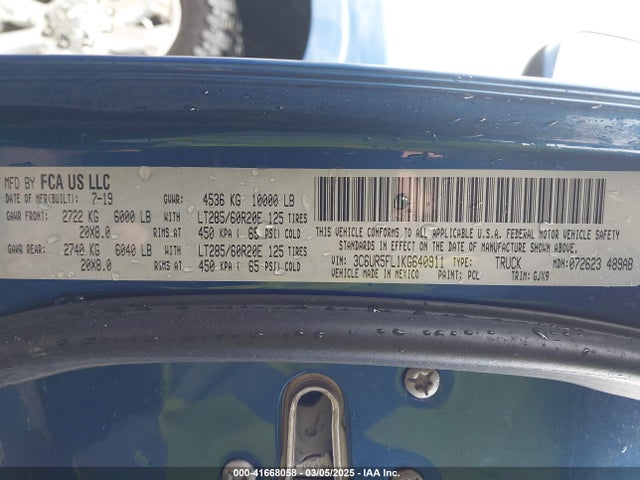 MFD BY FCA US LLC
DATE OF MFR(BUILT): 7-19 GVWR: 4536 KG 10000 LB
GAWR FRONT: 2722 KG 6000 LB WITH LT285/60R20E 125 TIRES
20X8.0 RIMS AT 450 KPA ( 65 PSI) COLD
GAWR REAR: 2740 KG 6040 LB WITH LT285/60R20E 125 TIRES
20X8.0 RIMS AT 450 KPA ( 65 PSI) COLD
THIS VEHICLE CONFORMS TO ALL APPLICABLE U.S.A. FEDERAL MOTOR VEHICLE SAFETY
STANDARDS IN EFFECT ON THE DATE OF MANUFACTURE SHOWN ABOVE
VIN: 3C6UR5FL1KG640911 TYPE: TRUCK MDH: 072623 489AB
VEHICLE MADE IN MEXICO PAINT: PCL TRIM: GJX9
000-41668058 — 03/05/2025 — IAA Inc.